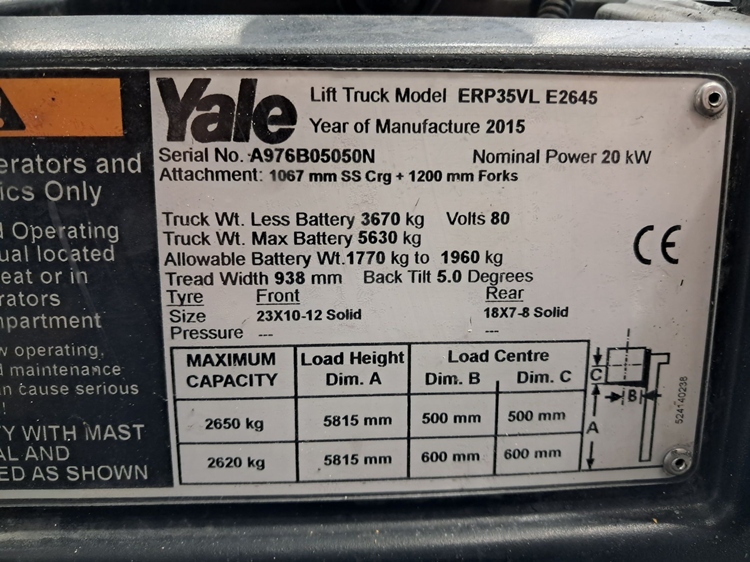 erators and
ics Only
d Operating
ual located
eat or in
erators
partment
w operating,
d maintenance
an cause serious
!
TY WITH MAST
AL AND
ED AS SHOWN
Yale
Lift Truck Model ERP35VL E2645
Year of Manufacture 2015
Serial No. A976B05050N Nominal Power 20 kW
Attachment: 1067 mm SS Crg + 1200 mm Forks
Truck Wt. Less Battery 3670 kg Volts 80
Truck Wt. Max Battery 5630 kg
Allowable Battery Wt.1770 kg to 1960 kg
CE
Tread Width 938 mm Back Tilt 5.0 Degrees
Tyre Front Rear
Size 23X10-12 Solid 18X7-8 Solid
Pressure --- ---
MAXIMUM CAPACITY Load Height Dim. A Load Centre Dim. B Dim. C
2650 kg 5815 mm 500 mm 500 mm
2620 kg 5815 mm 600 mm 600 mm
C
B
A
524140238